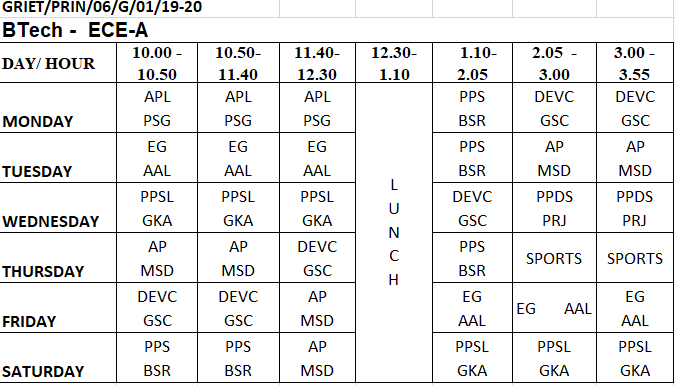 GRIET/PRIN/06/G/01/19-20
BTech - ECE-A
DAY/ HOUR 10.00 - 10.50 10.50- 11.40 11.40- 12.30 12.30- 1.10 1.10- 2.05 2.05 - 3.00 3.00 - 3.55
MONDAY APL PSG APL PSG APL PSG PPS BSR DEVC GSC DEVC GSC
TUESDAY EG AAL EG AAL EG AAL PPS BSR AP MSD AP MSD
WEDNESDAY PPSL GKA PPSL GKA PPSL GKA DEVC GSC PPDS PRJ PPDS PRJ
THURSDAY AP MSD AP MSD DEVC GSC PPS BSR SPORTS SPORTS
FRIDAY DEVC GSC DEVC GSC AP MSD EG AAL EG AAL EG AAL
SATURDAY PPS BSR PPS BSR AP MSD PPSL GKA PPSL GKA PPSL GKA
L
U
N
C
H